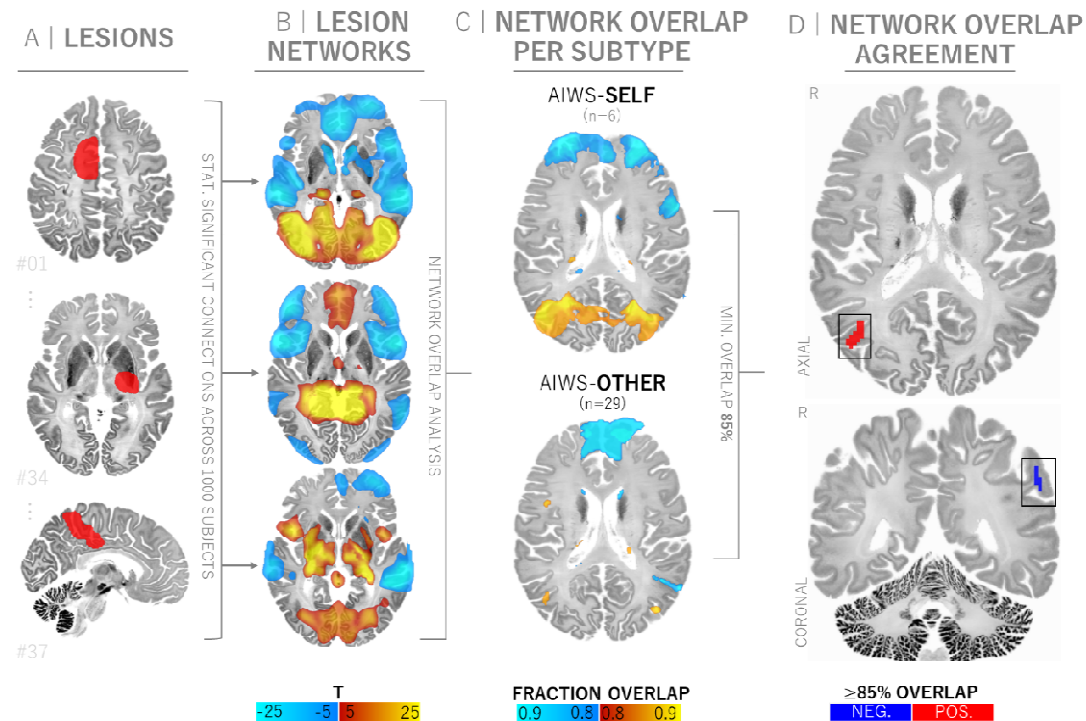 A | LESIONS
B | LESION
NETWORKS
C | NETWORK OVERLAP
PER SUBTYPE
D | NETWORK OVERLAP
AGREEMENT
#01
#34
#37
STAT. SIGNIFICANT CONNECTIONS ACROSS 1000 SUBJECTS
NETWORK OVERLAP ANALYSIS
AIWS-SELF
(n=6)
AIWS-OTHER
(n=29)
MIN. OVERLAP 85%
R
AXIAL
R
CORONAL
T
-25 -5 5 25
FRACTION OVERLAP
0.9 0.8 0.8 0.9
>85% OVERLAP
NEG. POS.